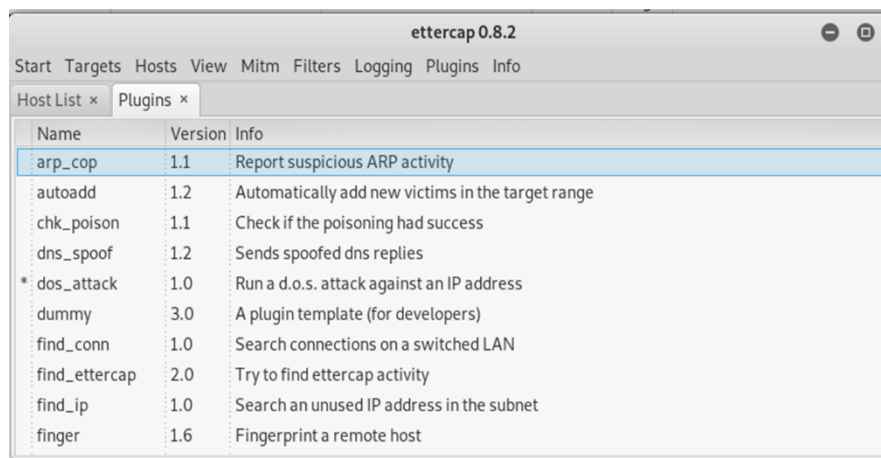 ettercap 0.8.2
Start Targets Hosts View Mitm Filters Logging Plugins Info
Host List × Plugins ×
Name Version Info
arp_cop 1.1 Report suspicious ARP activity
autoadd 1.2 Automatically add new victims in the target range
chk_poison 1.1 Check if the poisoning had success
dns_spoof 1.2 Sends spoofed dns replies
* dos_attack 1.0 Run a d.o.s. attack against an IP address
dummy 3.0 A plugin template (for developers)
find_conn 1.0 Search connections on a switched LAN
find_ettercap 2.0 Try to find ettercap activity
find_ip 1.0 Search an unused IP address in the subnet
finger 1.6 Fingerprint a remote host